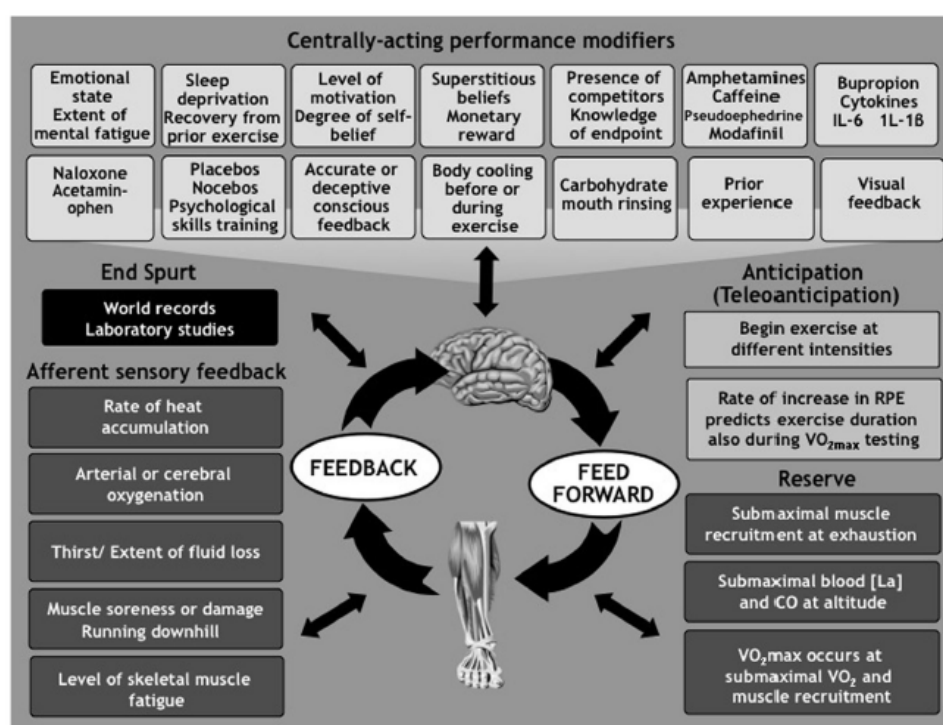 Centrally-acting performance modifiers
Emotional
state
Extent of
mental fatigue
Sleep
deprivation
Recovery from
prior exercise
Level of
motivation
Degree of self-
belief
Superstitious
beliefs
Monetary
reward
Presence of
competitors
Knowledge
of endpoint
Amphetamines
Caffeine
Pseudoephedrine
Modafinil
Bupropion
Cytokines
IL-6 1L-1ß
Naloxone
Acetamin-
ophen
Placebos
Nocebos
Psychological
skills training
Accurate or
deceptive
conscious
feedback
Body cooling
before or
during
exercise
Carbohydrate
mouth rinsing
Prior
experience
Visual
feedback
End Spurt
World records
Laboratory studies
Afferent sensory feedback
Rate of heat
accumulation
Arterial or cerebral
oxygenation
Thirst/ Extent of fluid loss
Muscle soreness or damage
Running downhill
Level of skeletal muscle
fatigue
FEEDBACK
FEED
FORWARD
Anticipation
(Teleoanticipation)
Begin exercise at
different intensities
Rate of increase in RPE
predicts exercise duration
also during VO2max testing
Reserve
Submaximal muscle
recruitment at exhaustion
Submaximal blood [La]
and CO at altitude
VO2max occurs at
submaximal VO2 and
muscle recruitment